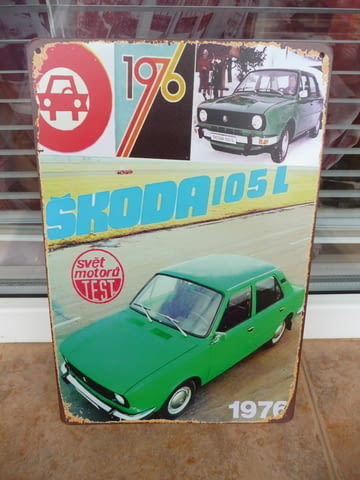 1976
ŠKODA 105 L
svět
motorů
TEST
1976